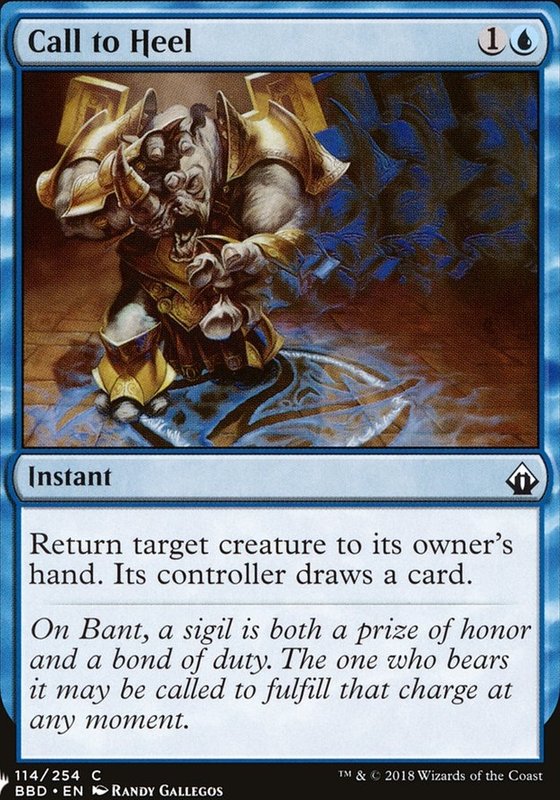 Call to Heel
1
Instant
Return target creature to its owner's
hand. Its controller draws a card.
On Bant, a sigil is both a prize of honor
and a bond of duty. The one who bears
it may be called to fulfill that charge at
any moment.
114/254 C
BBD • EN Randy Gallegos
™ & © 2018 Wizards of the Coast